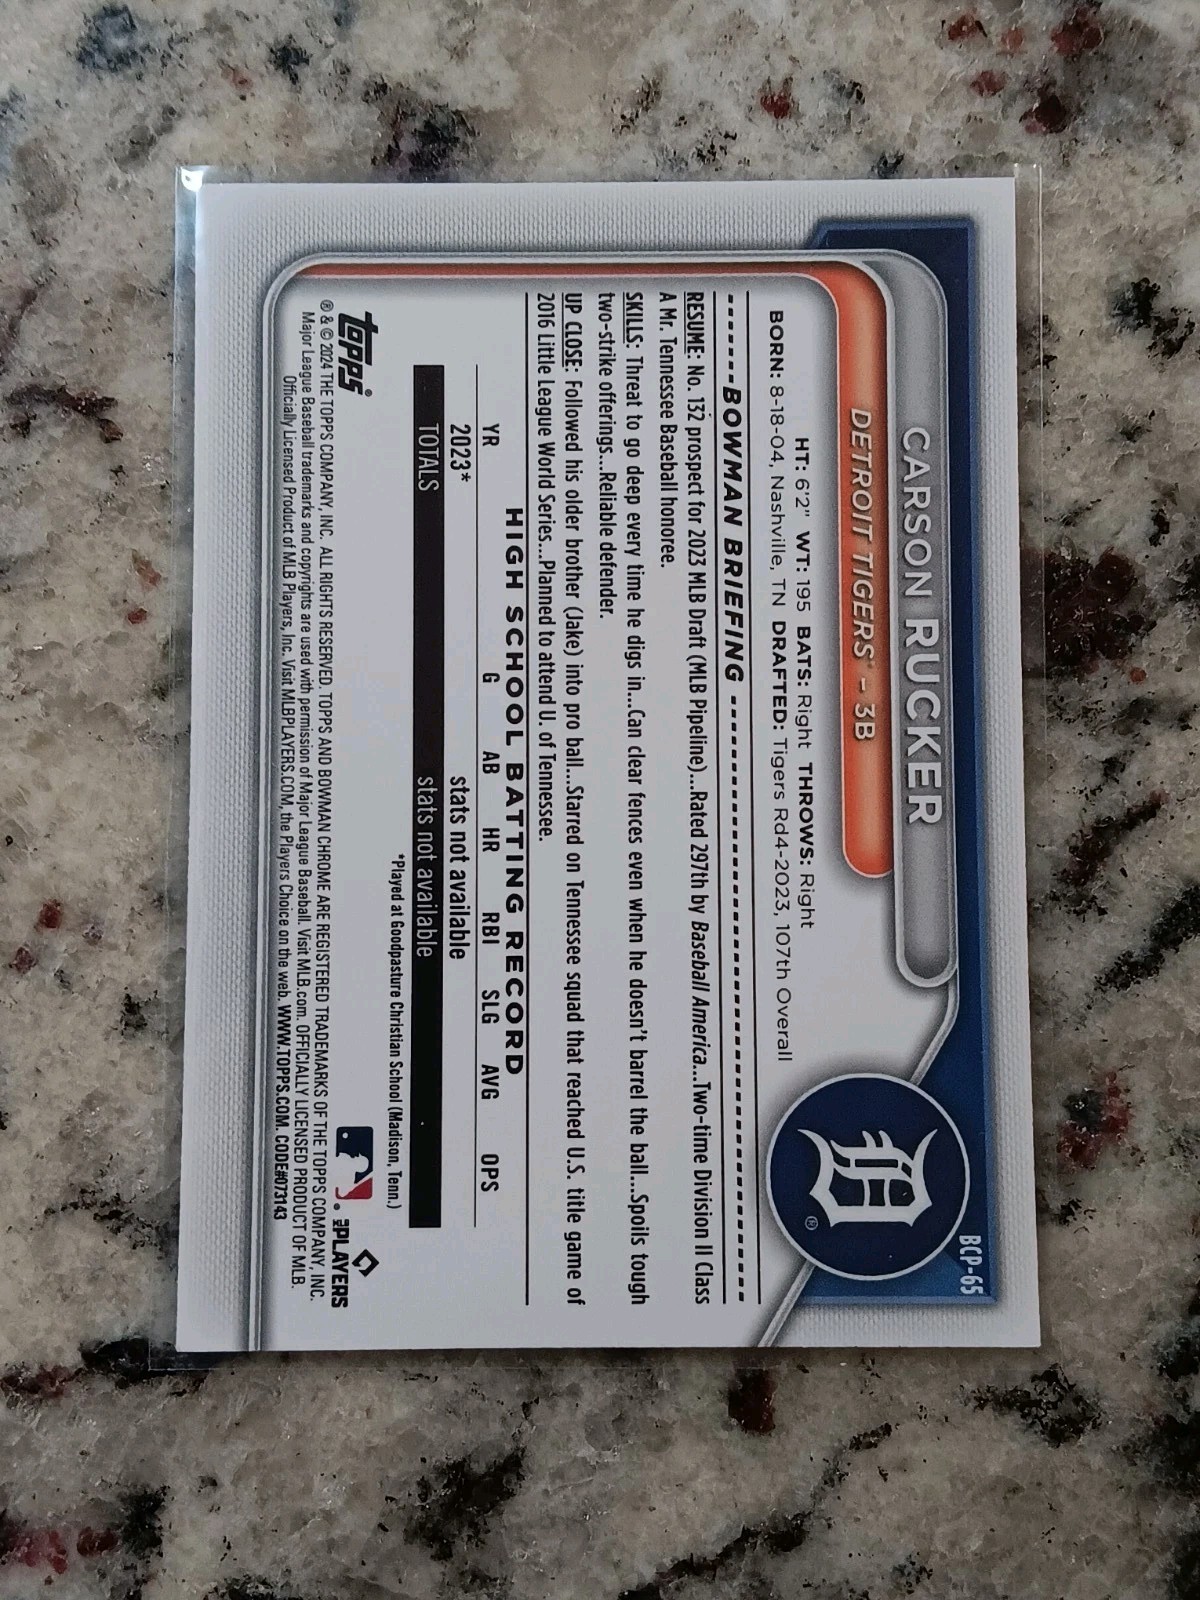 BCP-65
CARSON RUCKER
DETROIT TIGERS® - 3B
HT: 6'2" WT: 195 BATS: Right THROWS: Right
BORN: 8-18-04, Nashville, TN DRAFTED: Tigers Rd4-2023, 107th Overall
BOWMAN BRIEFING
RESUME: No. 132 prospect for 2023 MLB Draft (MLB Pipeline)...Rated 297th by Baseball America...Two-time Division II Class
A Mr. Tennessee Baseball honoree.
SKILLS: Threat to go deep every time he digs in...Can clear fences even when he doesn't barrel the ball...Spoils tough
two-strike offerings...Reliable defender.
UP CLOSE: Followed his older brother (Jake) into pro ball...Starred on Tennessee squad that reached U.S. title game of
2016 Little League World Series...Planned to attend U. of Tennessee.
HIGH SCHOOL BATTING RECORD
YR G AB HR RBI SLG AVG OPS
2023* stats not available
TOTALS stats not available
*Played at Goodpasture Christian School (Madison, Tenn.)
topps®
MLB PLAYERS
® & © 2024 THE TOPPS COMPANY, INC. ALL RIGHTS RESERVED. TOPPS AND BOWMAN CHROME ARE REGISTERED TRADEMARKS OF THE TOPPS COMPANY, INC.
Major League Baseball trademarks and copyrights are used with permission of Major League Baseball. Visit MLB.com. OFFICIALLY LICENSED PRODUCT OF MLB
Officially Licensed Product of MLB Players, Inc. Visit MLBPLAYERS.COM, the Players Choice on the web. WWW.TOPPS.COM. CODE#073143